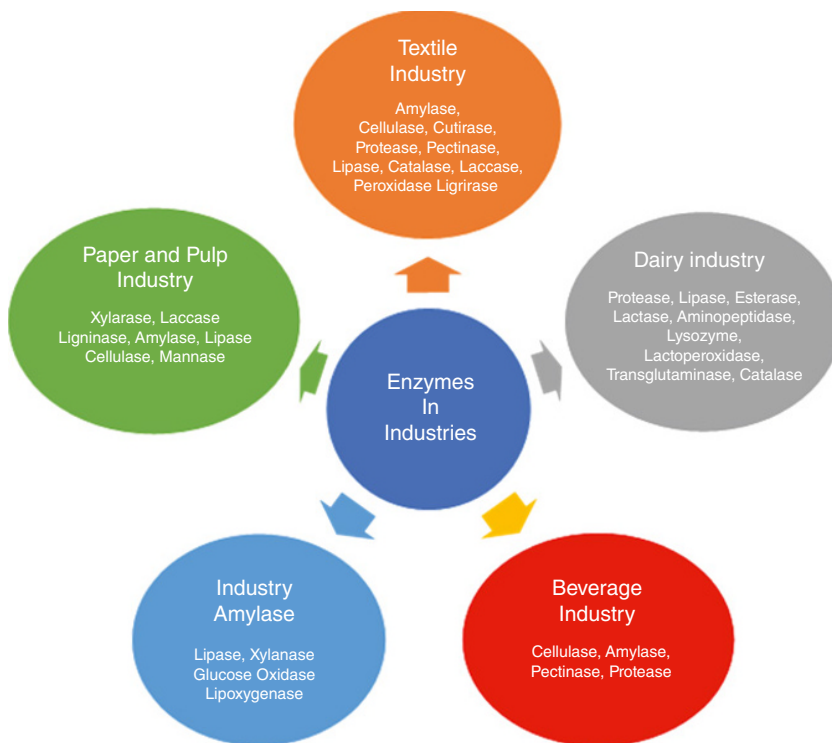 Textile
Industry
Amylase,
Cellulase, Cutirase,
Protease, Pectinase,
Lipase, Catalase, Laccase,
Peroxidase Ligrirase
Paper and Pulp
Industry
Xylarase, Laccase
Ligninase, Amylase, Lipase
Cellulase, Mannase
Dairy industry
Protease, Lipase, Esterase,
Lactase, Aminopeptidase,
Lysozyme,
Lactoperoxidase,
Transglutaminase, Catalase
Enzymes
In
Industries
Industry
Amylase
Lipase, Xylanase
Glucose Oxidase
Lipoxygenase
Beverage
Industry
Cellulase, Amylase,
Pectinase, Protease